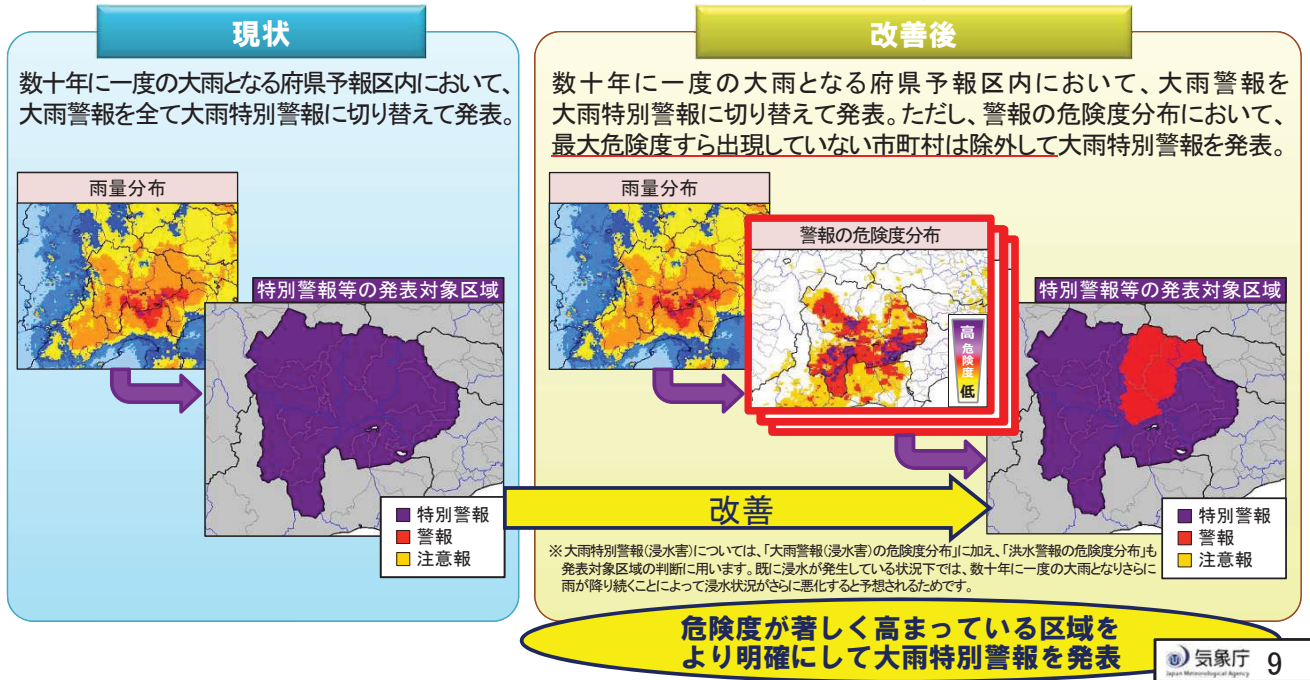 現状
数十年に一度の大雨となる府県予報区内において、
大雨警報を全て大雨特別警報に切り替えて発表。
雨量分布
特別警報等の発表対象区域
特別警報
警報
注意報
改善後
数十年に一度の大雨となる府県予報区内において、大雨警報を
大雨特別警報に切り替えて発表。ただし、警報の危険度分布において、
最大危険度すら出現していない市町村は除外して大雨特別警報を発表。
雨量分布
警報の危険度分布
高
危険度
低
特別警報等の発表対象区域
特別警報
警報
注意報
改善
※大雨特別警報(浸水害)については、「大雨警報(浸水害)の危険度分布」に加え、「洪水警報の危険度分布」も
発表対象区域の判断に用います。既に浸水が発生している状況下では、数十年に一度の大雨となりさらに
雨が降り続くことによって浸水状況がさらに悪化すると予想されるためです。
危険度が著しく高まっている区域を
より明確にして大雨特別警報を発表
気象庁
Japan Meteorological Agency
9